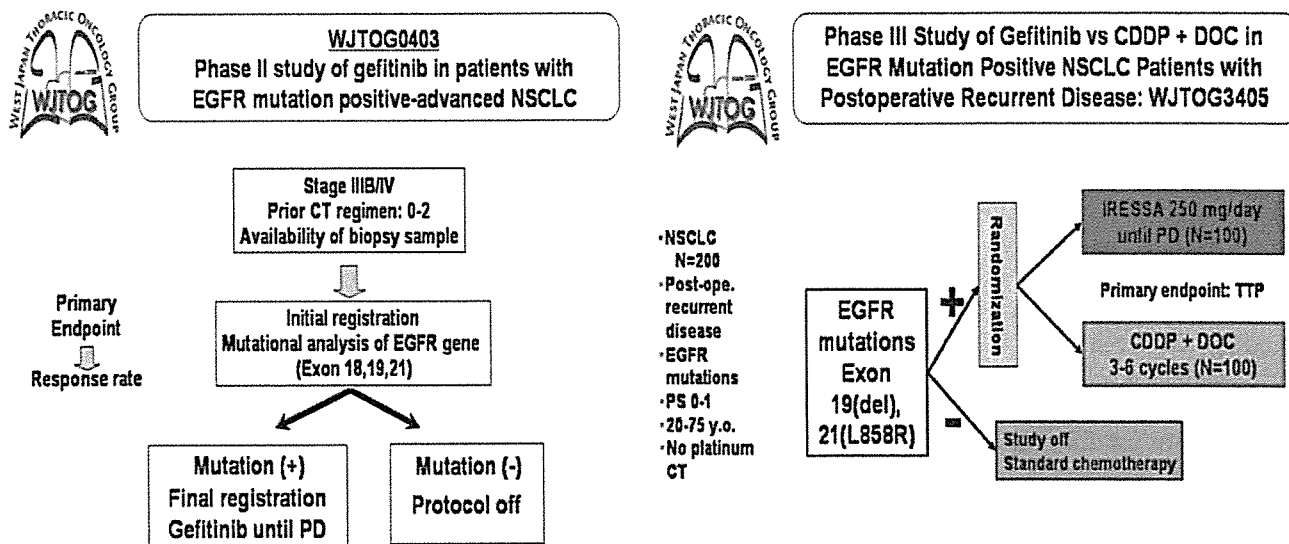 WEST JAPAN THORACIC ONCOLOGY GROUP
WJTOG
WJTOG0403
Phase II study of gefitinib in patients with
EGFR mutation positive-advanced NSCLC
Stage IIIB/IV
Prior CT regimen: 0-2
Availability of biopsy sample
Primary
Endpoint
Response rate
Initial registration
Mutational analysis of EGFR gene
(Exon 18,19,21)
Mutation (+)
Final registration
Gefitinib until PD
Mutation (-)
Protocol off
WEST JAPAN THORACIC ONCOLOGY GROUP
WJTOG
Phase III Study of Gefitinib vs CDDP + DOC in
EGFR Mutation Positive NSCLC Patients with
Postoperative Recurrent Disease: WJTOG3405
·NSCLC
N=200
·Post-ope.
recurrent
disease
·EGFR
mutations
·PS 0-1
·20-75 y.o.
·No platinum
CT
EGFR
mutations
Exon
19(del),
21(L858R)
+
-
Randomization
IRESSA 250 mg/day
until PD (N=100)
Primary endpoint: TTP
CDDP + DOC
3-6 cycles (N=100)
Study off
Standard chemotherapy